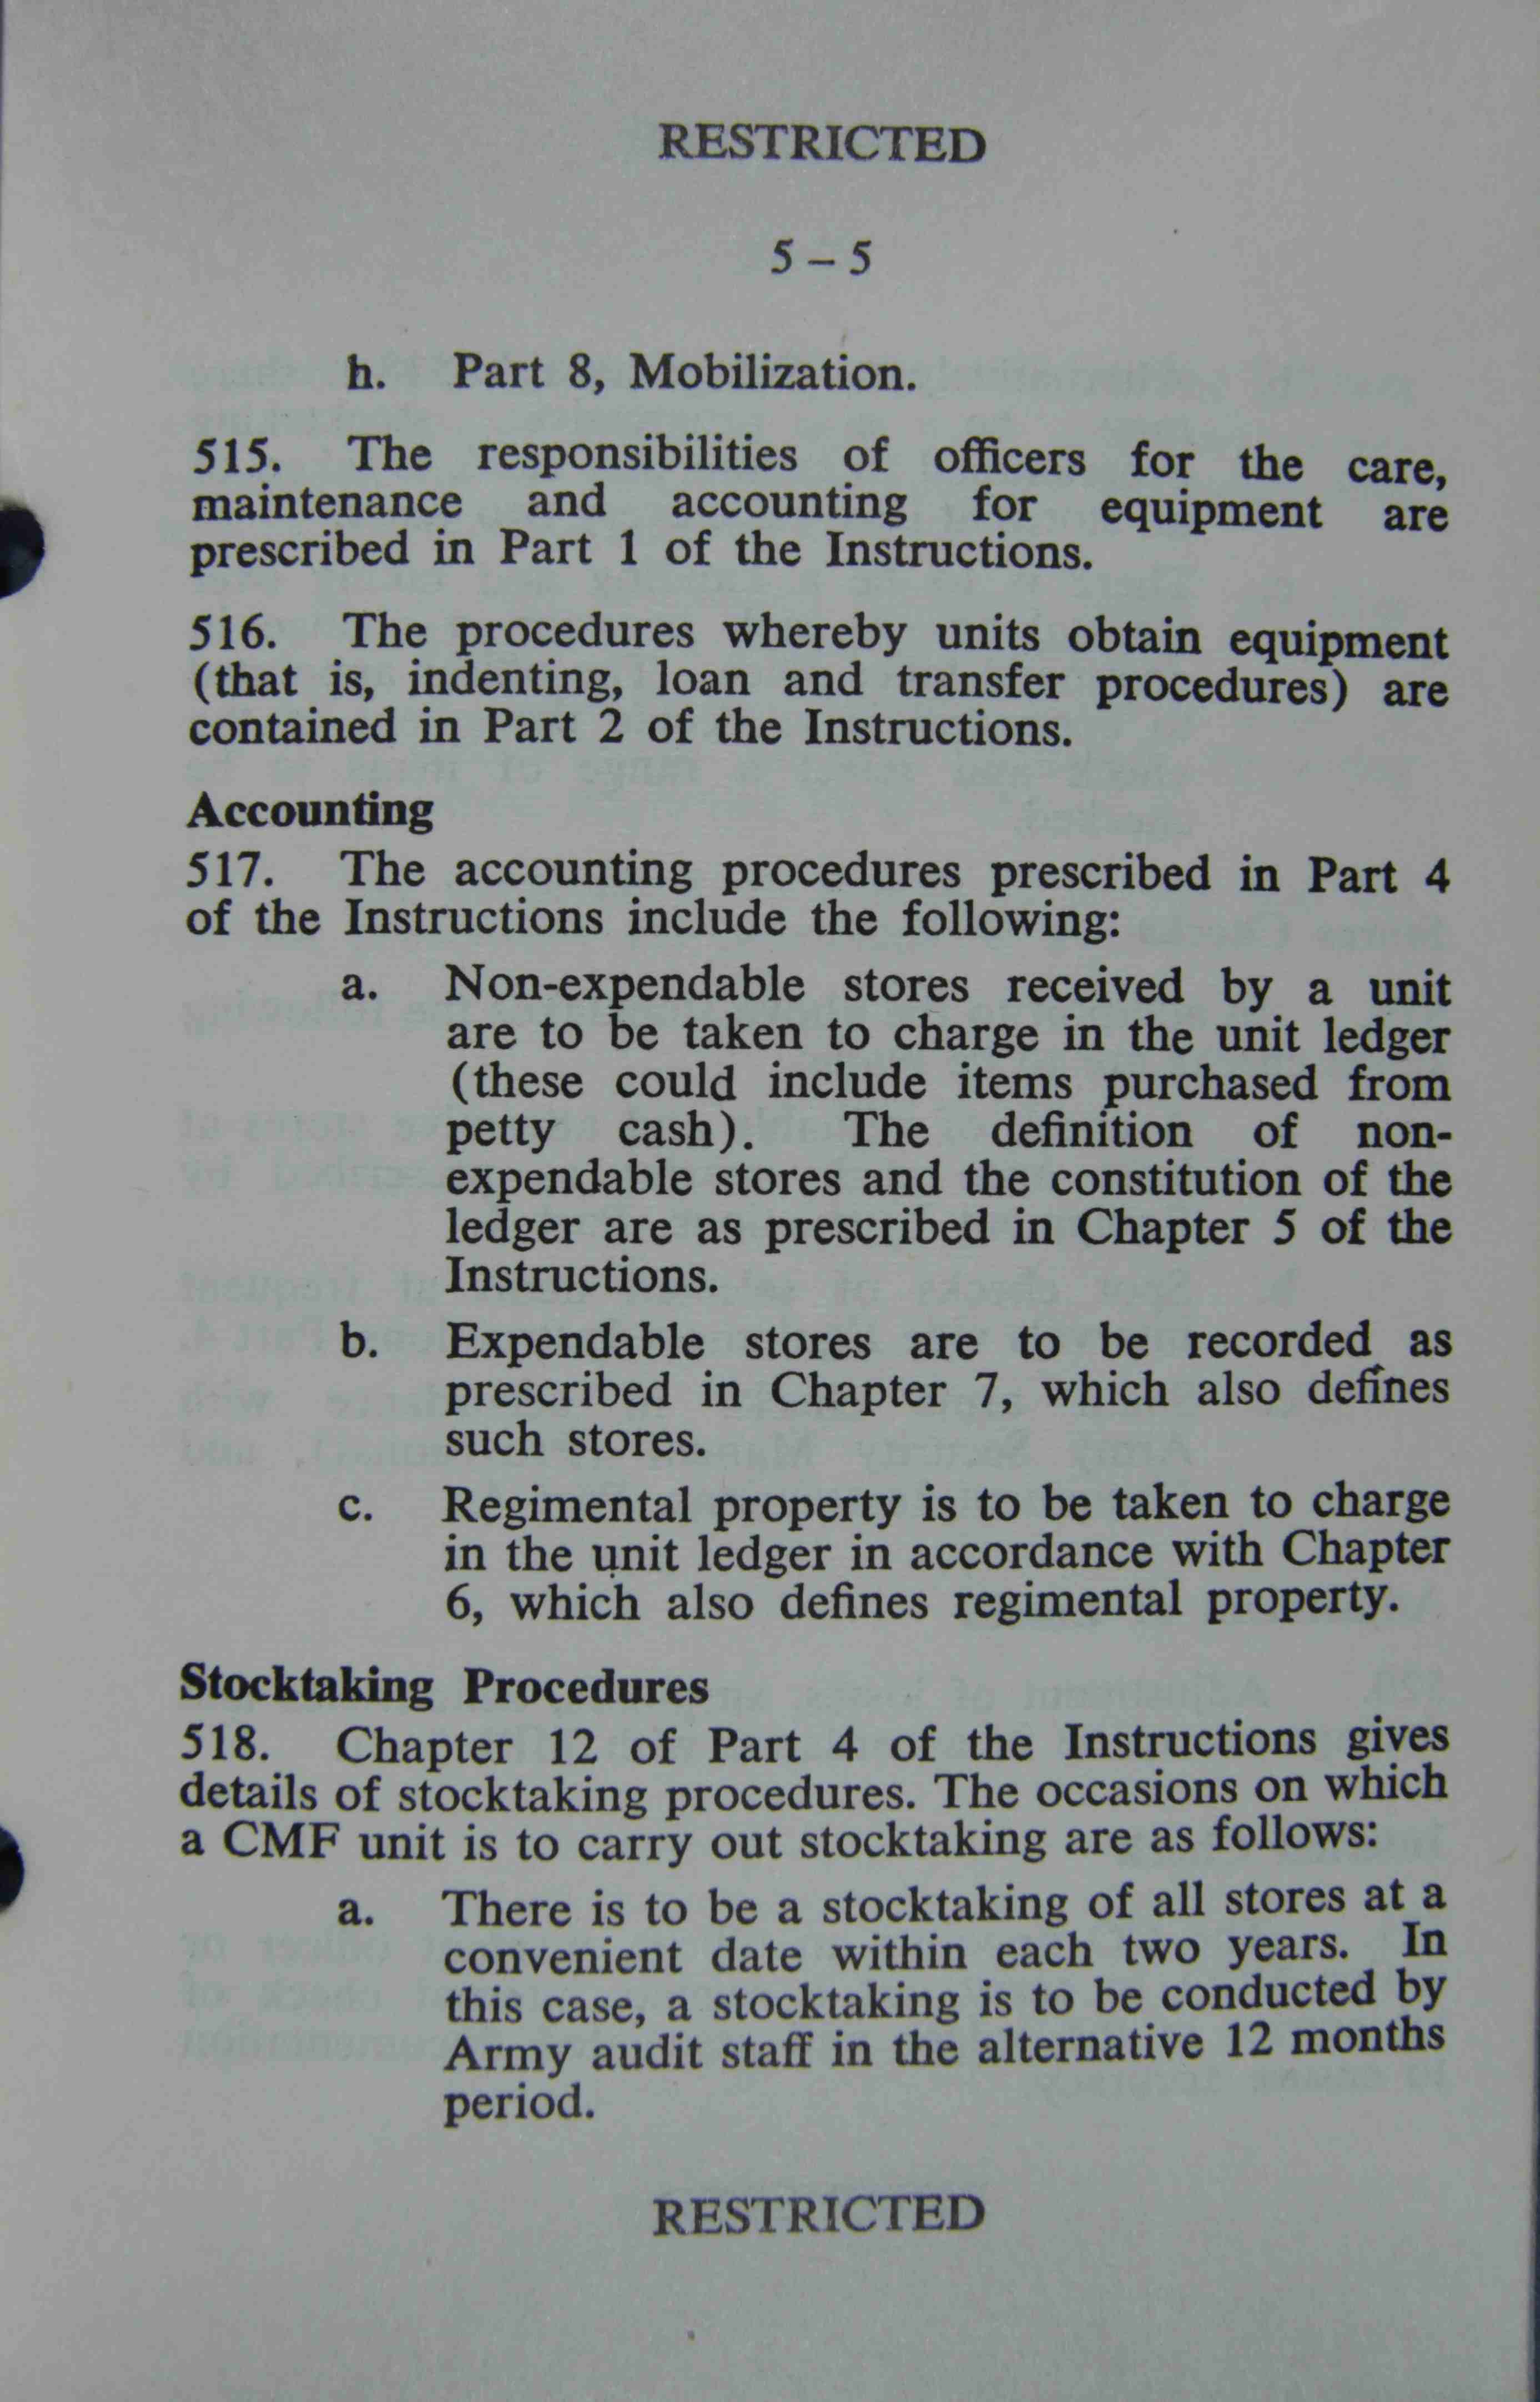 RESTRICTED
5 – 5
h. Part 8, Mobilization.
515. The responsibilities of officers for the care,
maintenance and accounting for equipment are
prescribed in Part 1 of the Instructions.
516. The procedures whereby units obtain equipment
(that is, indenting, loan and transfer procedures) are
contained in Part 2 of the Instructions.
Accounting
517. The accounting procedures prescribed in Part 4
of the Instructions include the following:
a. Non-expendable stores received by a unit
are to be taken to charge in the unit ledger
(these could include items purchased from
petty cash). The definition of non-
expendable stores and the constitution of the
ledger are as prescribed in Chapter 5 of the
Instructions.
b. Expendable stores are to be recorded as
prescribed in Chapter 7, which also defines
such stores.
c. Regimental property is to be taken to charge
in the unit ledger in accordance with Chapter
6, which also defines regimental property.
Stocktaking Procedures
518. Chapter 12 of Part 4 of the Instructions gives
details of stocktaking procedures. The occasions on which
a CMF unit is to carry out stocktaking are as follows:
a. There is to be a stocktaking of all stores at a
convenient date within each two years. In
this case, a stocktaking is to be conducted by
Army audit staff in the alternative 12 months
period.
RESTRICTED